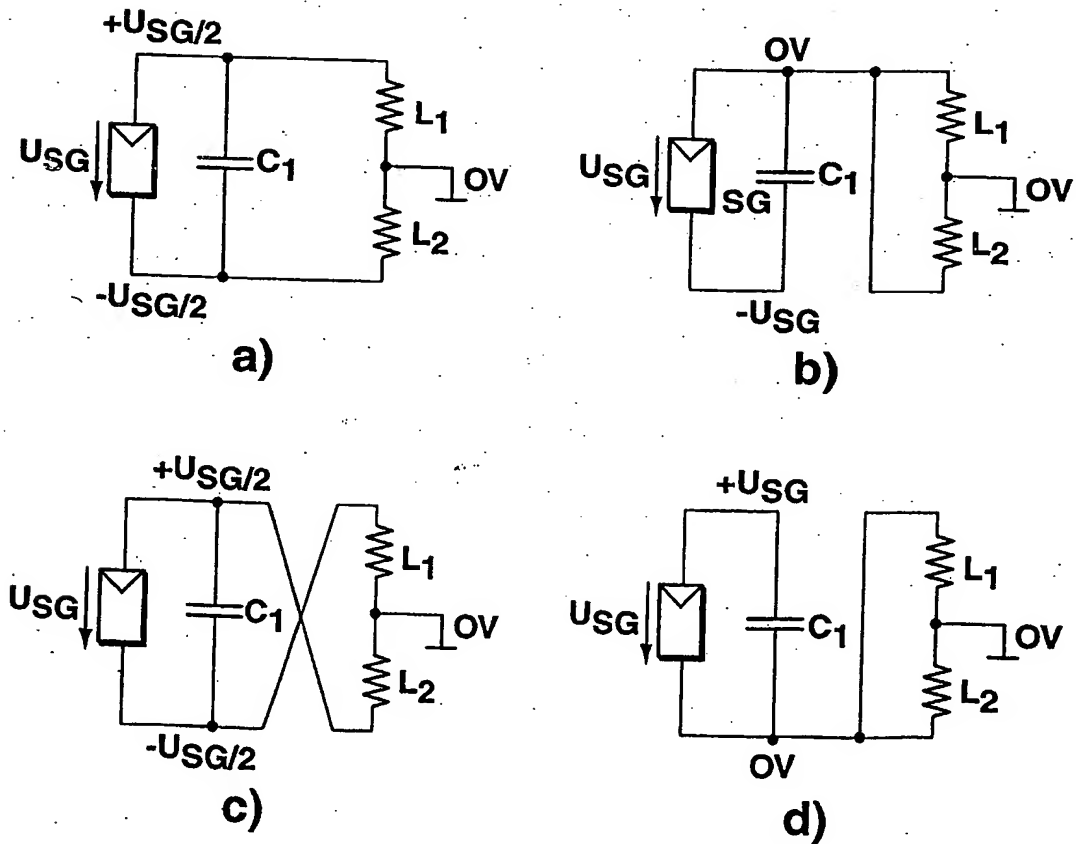 +USG/2
USG
C1
L1
OV
L2
-USG/2
a)
OV
USG
SG
C1
L1
OV
L2
-USG
b)
+USG/2
USG
C1
L1
OV
L2
-USG/2
c)
+USG
USG
C1
L1
OV
L2
OV
d)